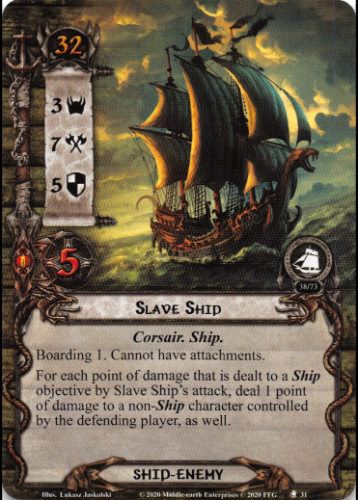 32
3
7
5
5
38/73
Slave Ship
Corsair. Ship.
Boarding 1. Cannot have attachments.
For each point of damage that is dealt to a Ship
objective by Slave Ship's attack, deal 1 point
of damage to a non-Ship character controlled
by the defending player, as well.
SHIP-ENEMY
Illus. Lukasz Jaskolski © 2020 Middle-earth Enterprises © 2020 FFG 31